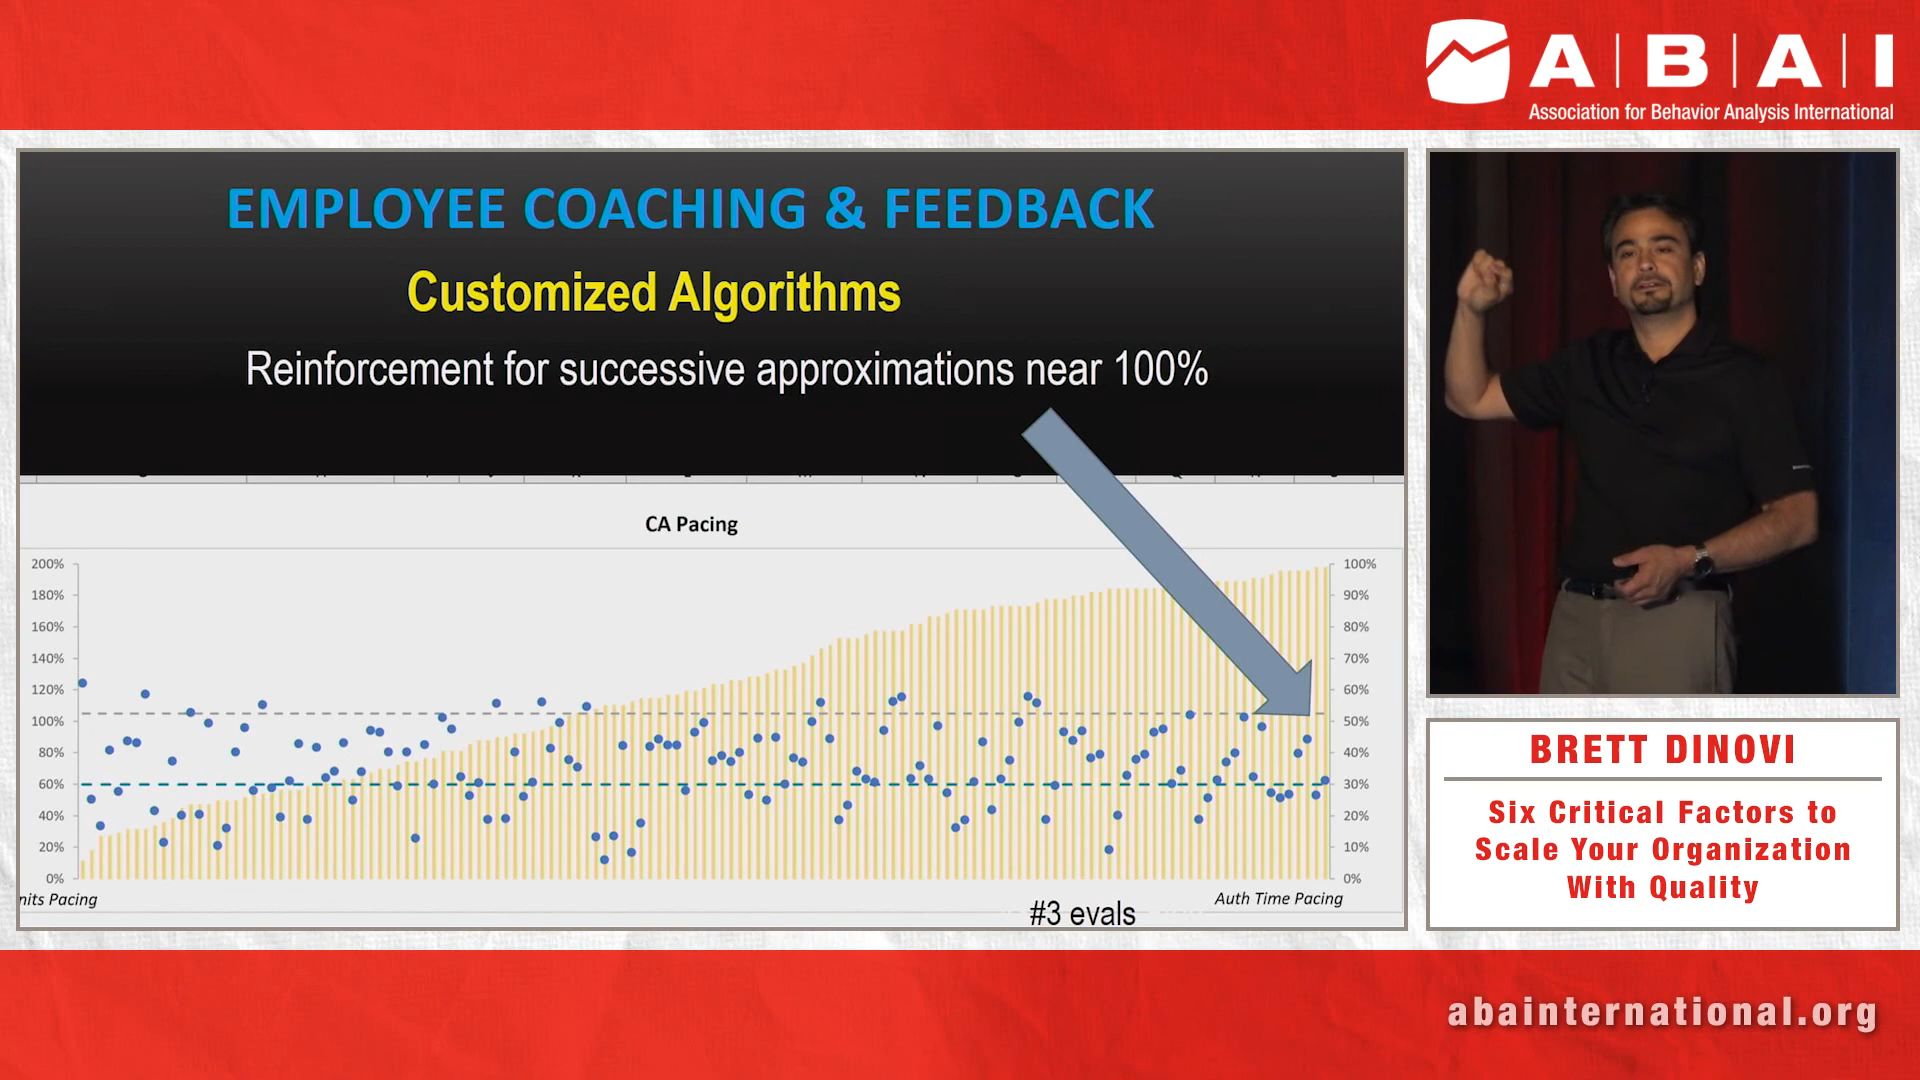 A|B|A|I
Association for Behavior Analysis International
EMPLOYEE COACHING & FEEDBACK
Customized Algorithms
Reinforcement for successive approximations near 100%
CA Pacing
200%
180%
160%
140%
120%
100%
80%
60%
40%
20%
0%
100%
90%
80%
70%
60%
50%
40%
30%
20%
10%
0%
nits Pacing
Auth Time Pacing
#3 evals
BRETT DINOVI
Six Critical Factors to
Scale Your Organization
With Quality
abainternational.org